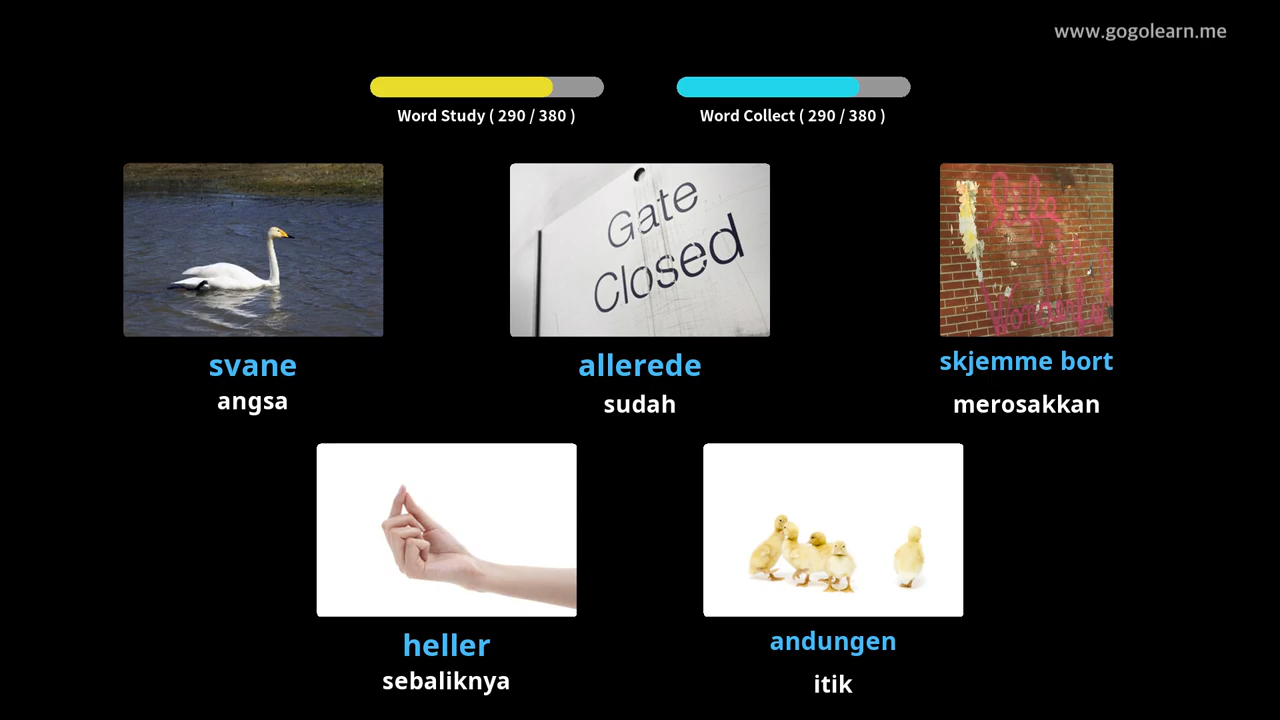 www.gogolearn.me
Word Study ( 290 / 380 )
Word Collect ( 290 / 380 )
Gate
Closed
svane
angsa
allerede
sudah
skjemme bort
merosakkan
heller
sebaliknya
andungen
itik